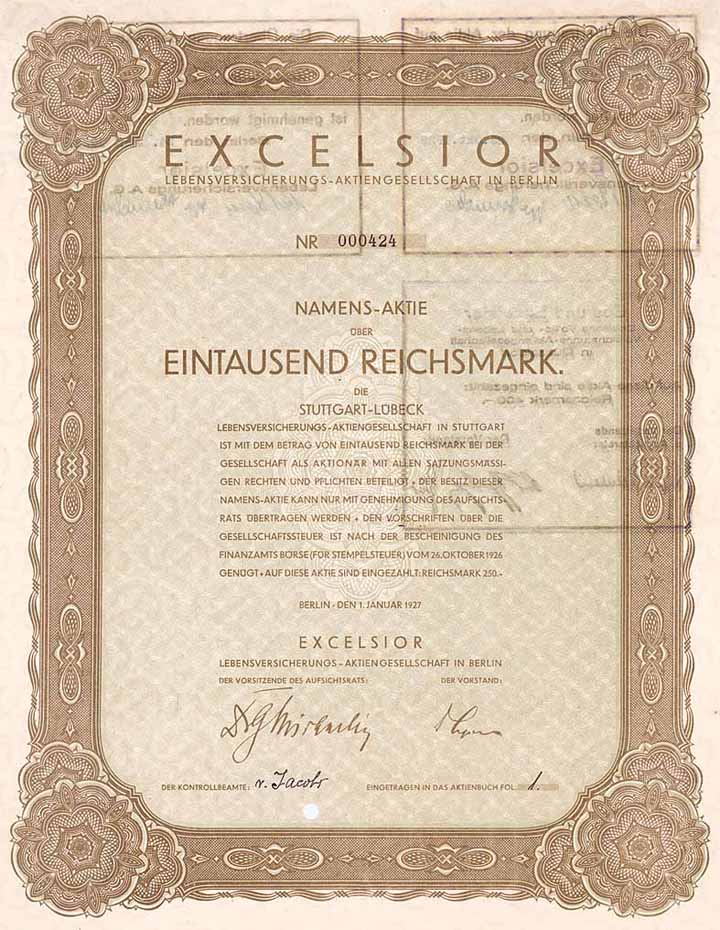 EXCELSIOR
LEBENSVERSICHERUNGS-AKTIENGESELLSCHAFT IN BERLIN
NR 000424
NAMENS-AKTIE
ÜBER
EINTAUSEND REICHSMARK.
DIE
STUTTGART-LÜBECK
LEBENSVERSICHERUNGS-AKTIENGESELLSCHAFT IN STUTTGART
IST MIT DEM BETRAG VON EINTAUSEND REICHSMARK BEI DER
GESELLSCHAFT ALS AKTIONÄR MIT ALLEN SATZUNGSMÄSSI-
GEN RECHTEN UND PFLICHTEN BETEILIGT • DER BESITZ DIESER
NAMENS-AKTIE KANN NUR MIT GENEHMIGUNG DES AUFSICHTS-
RATS ÜBERTRAGEN WERDEN • DEN VORSCHRIFTEN ÜBER DIE
GESELLSCHAFTSSTEUER IST NACH DER BESCHEINIGUNG DES
FINANZAMTS BÖRSE (FÜR STEMPELSTEUER) VOM 26. OKTOBER 1926
GENÜGT • AUF DIESE AKTIE SIND EINGEZAHLT: REICHSMARK 250.-
BERLIN • DEN 1. JANUAR 1927
EXCELSIOR
LEBENSVERSICHERUNGS-AKTIENGESELLSCHAFT IN BERLIN
DER VORSITZENDE DES AUFSICHTSRATS: DER VORSTAND:
DER KONTROLLBEAMTE: v. Jacobs EINGETRAGEN IN DAS AKTIENBUCH FOL. 1.